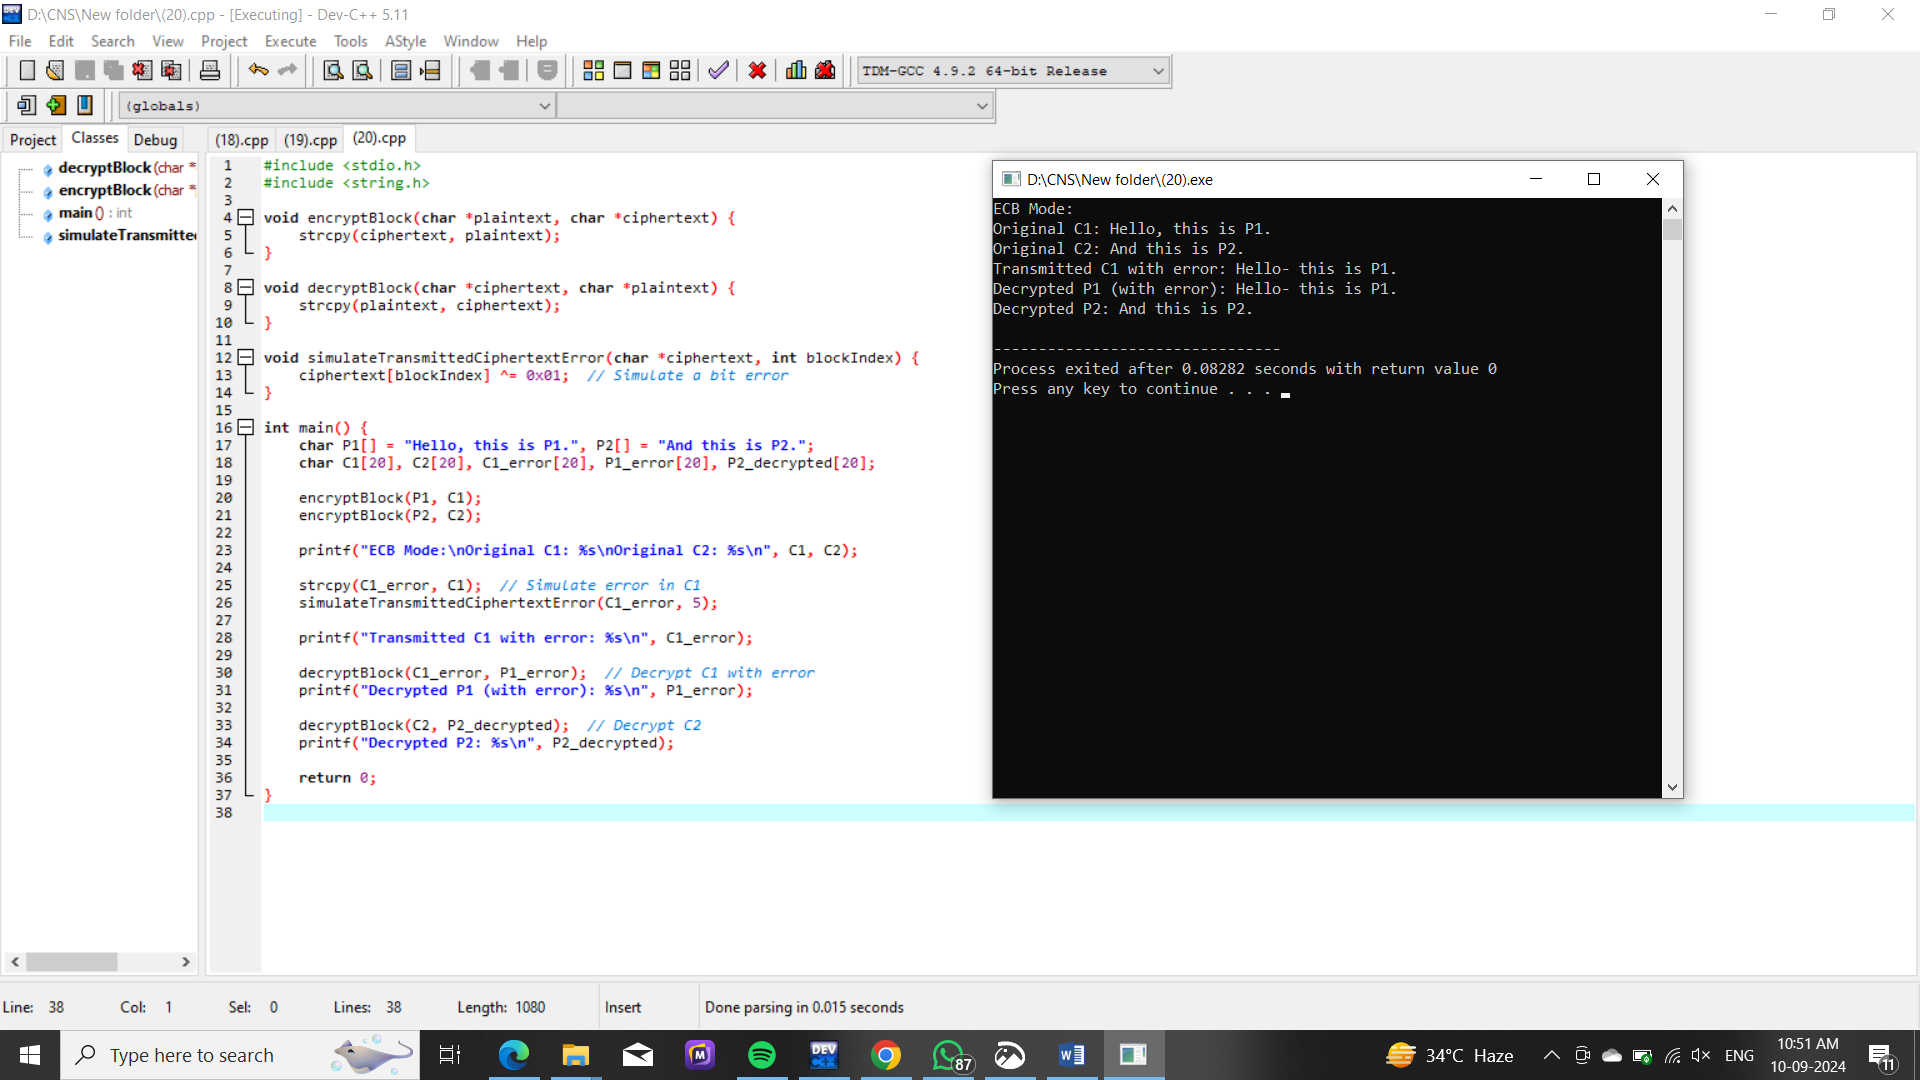 D:\CNS\New folder\(20).cpp - [Executing] - Dev-C++ 5.11
File Edit Search View Project Execute Tools AStyle Window Help
TDM-GCC 4.9.2 64-bit Release
(globals)
Project Classes Debug
(18).cpp (19).cpp (20).cpp
decryptBlock (char *
encryptBlock (char *
main () : int
simulateTransmitte
1 #include <stdio.h>
2 #include <string.h>
3
4 void encryptBlock(char *plaintext, char *ciphertext) {
5 strcpy(ciphertext, plaintext);
6 }
7
8 void decryptBlock(char *ciphertext, char *plaintext) {
9 strcpy(plaintext, ciphertext);
10 }
11
12 void simulateTransmittedCiphertextError(char *ciphertext, int blockIndex) {
13 ciphertext[blockIndex] ^= 0x01; // Simulate a bit error
14 }
15
16 int main() {
17 char P1[] = "Hello, this is P1.", P2[] = "And this is P2.";
18 char C1[20], C2[20], C1_error[20], P1_error[20], P2_decrypted[20];
19
20 encryptBlock(P1, C1);
21 encryptBlock(P2, C2);
22
23 printf("ECB Mode:\nOriginal C1: %s\nOriginal C2: %s\n", C1, C2);
24
25 strcpy(C1_error, C1); // Simulate error in C1
26 simulateTransmittedCiphertextError(C1_error, 5);
27
28 printf("Transmitted C1 with error: %s\n", C1_error);
29
30 decryptBlock(C1_error, P1_error); // Decrypt C1 with error
31 printf("Decrypted P1 (with error): %s\n", P1_error);
32
33 decryptBlock(C2, P2_decrypted); // Decrypt C2
34 printf("Decrypted P2: %s\n", P2_decrypted);
35
36 return 0;
37 }
38
D:\CNS\New folder\(20).exe
ECB Mode:
Original C1: Hello, this is P1.
Original C2: And this is P2.
Transmitted C1 with error: Hello- this is P1.
Decrypted P1 (with error): Hello- this is P1.
Decrypted P2: And this is P2.
--------------------------------
Process exited after 0.08282 seconds with return value 0
Press any key to continue . . .
Line: 38 Col: 1 Sel: 0 Lines: 38 Length: 1080 Insert Done parsing in 0.015 seconds
Type here to search
DEV
C++
87
34°C Haze
ENG
10:51 AM
10-09-2024
11